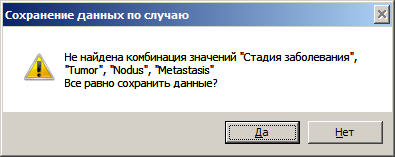 Сохранение данных по случаю
Не найдена комбинация значений "Стадия заболевания",
"Tumor", "Nodus", "Metastasis"
Все равно сохранить данные?
Да
Нет